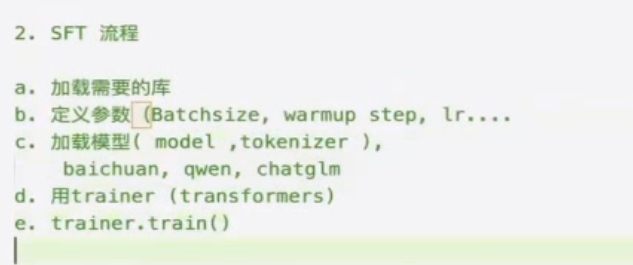 2. SFT 流程
a. 加载需要的库
b. 定义参数 (Batchsize, warmup step, lr....
c. 加载模型( model ,tokenizer ),
baichuan, qwen, chatglm
d. 用trainer (transformers)
e. trainer.train()